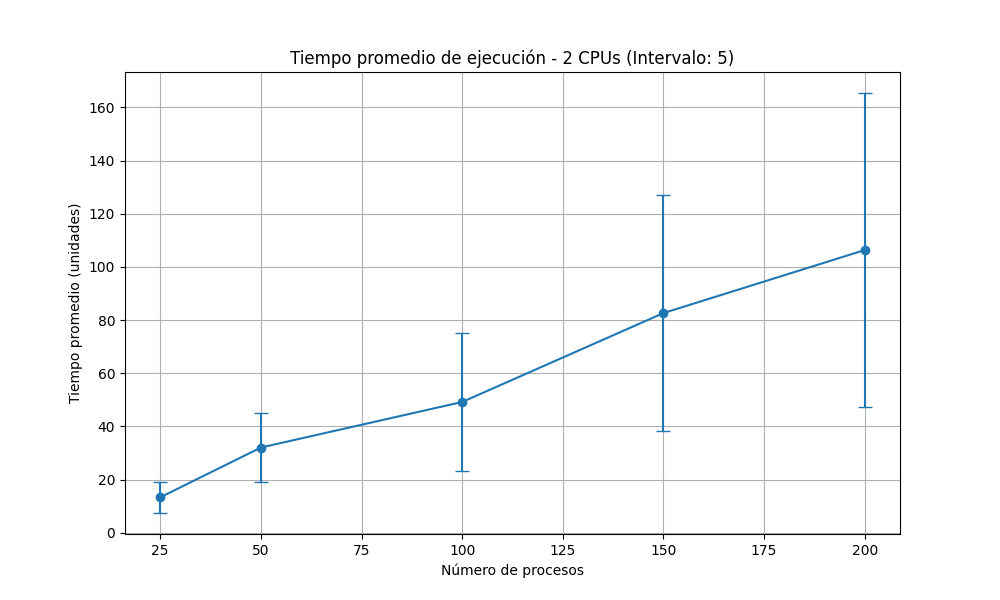 Tiempo promedio de ejecución - 2 CPUs (Intervalo: 5)
Tiempo promedio (unidades)
160
140
120
100
80
60
40
20
0
25 50 75 100 125 150 175 200
Número de procesos